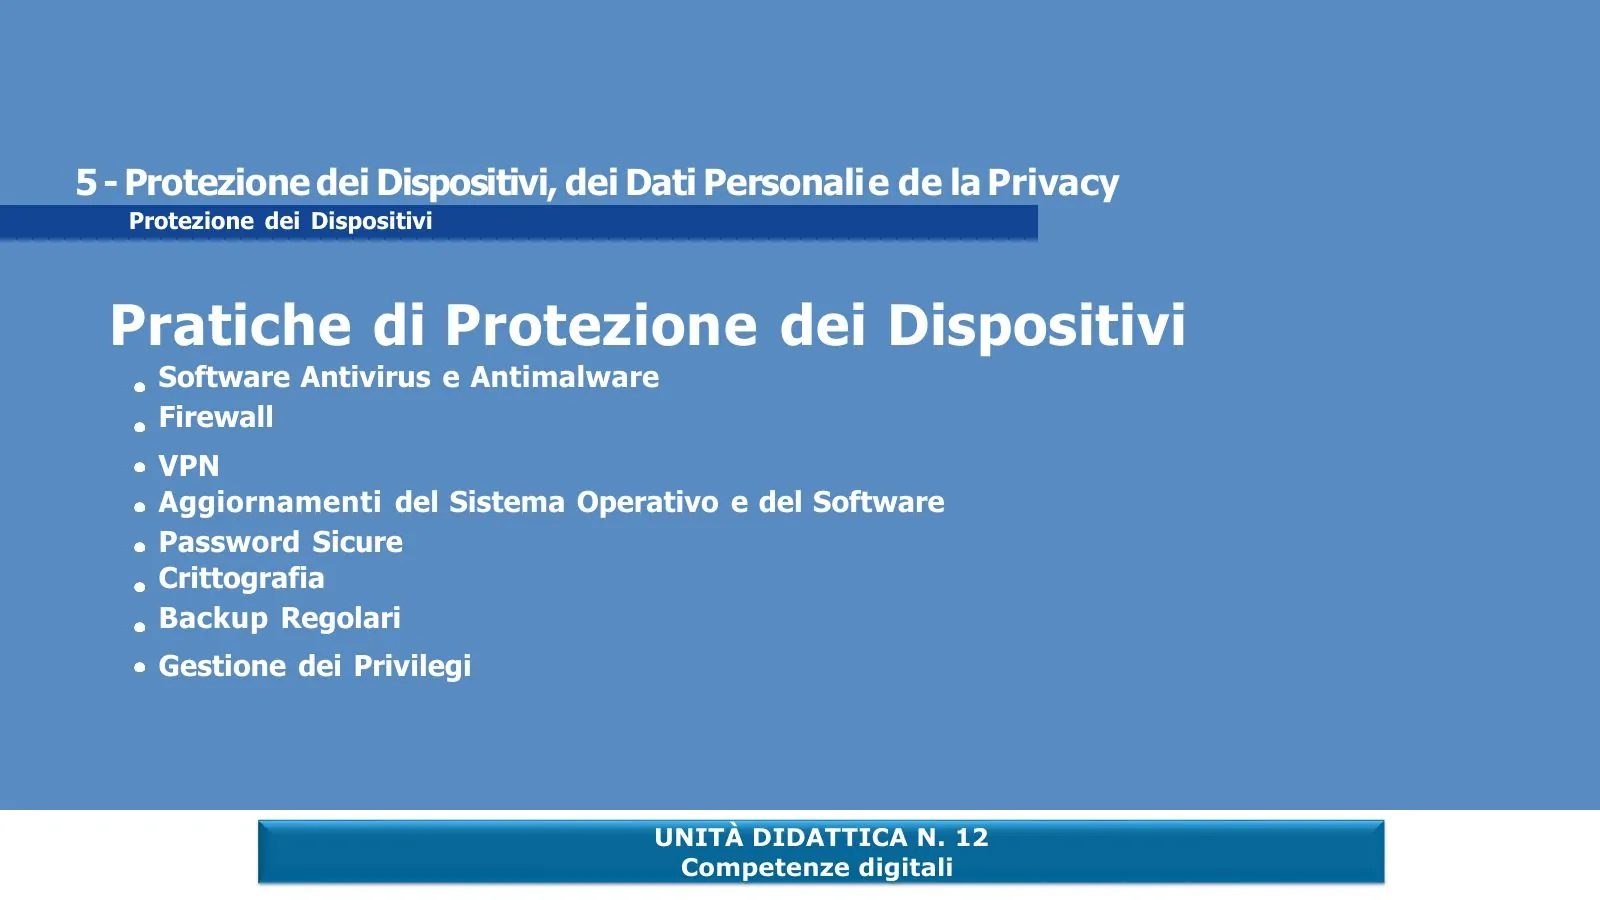 5 - Protezione dei Dispositivi, dei Dati Personali e de la Privacy
Protezione dei Dispositivi
Pratiche di Protezione dei Dispositivi
• Software Antivirus e Antimalware
• Firewall
• VPN
• Aggiornamenti del Sistema Operativo e del Software
• Password Sicure
• Crittografia
• Backup Regolari
• Gestione dei Privilegi
UNITÀ DIDATTICA N. 12
Competenze digitali